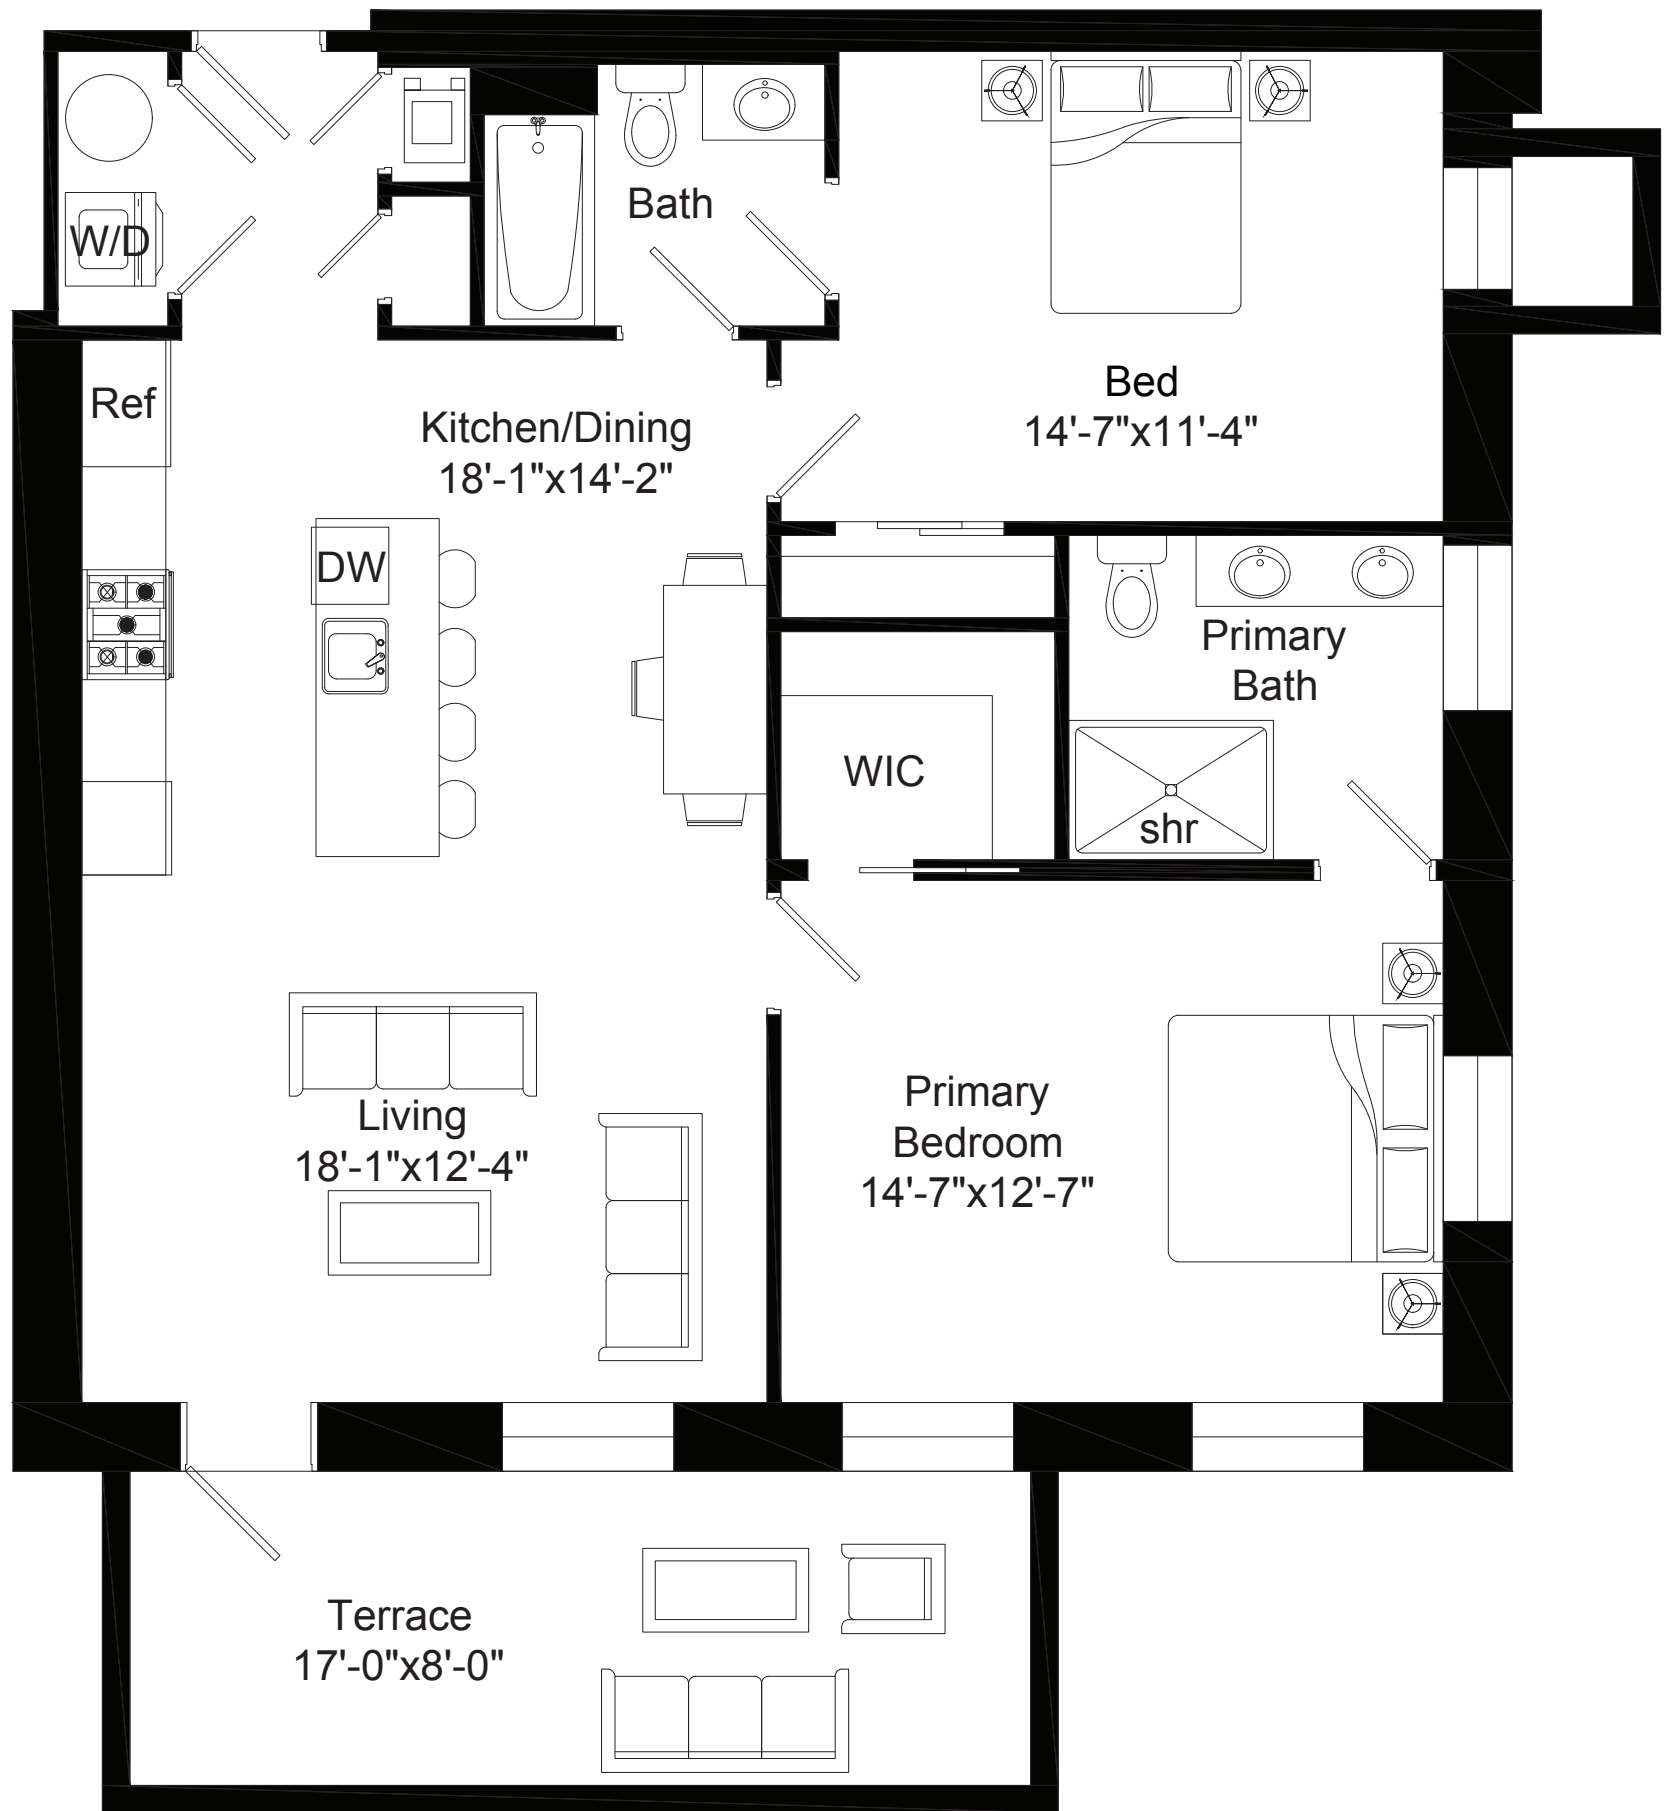 Bath
W/D
Bed
14'-7"x11'-4"
Ref
Kitchen/Dining
18'-1"x14'-2"
DW
Primary
Bath
WIC
shr
Primary
Bedroom
14'-7"x12'-7"
Living
18'-1"x12'-4"
Terrace
17'-0"x8'-0"